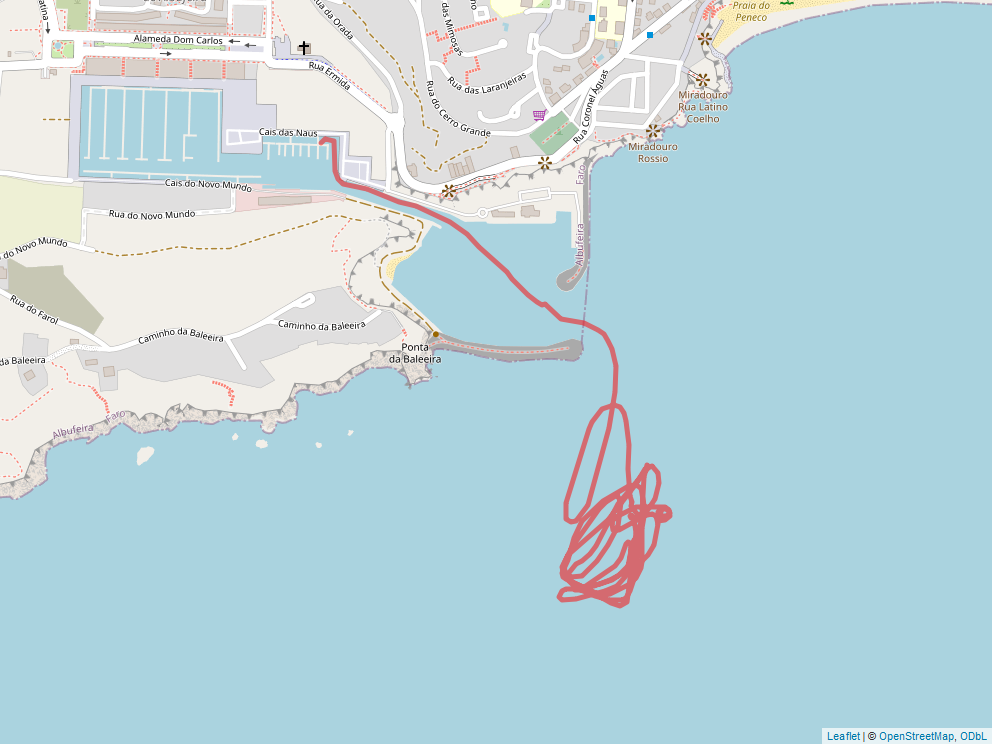 Rua da Orada
das Mimosas
Praia do
Peneco
Alameda Dom Carlos
Rua Ermida
Rua das Laranjeiras
Rua do Cerro Grande
Rua Coronel Águas
Miradouro
Rua Latino
Coelho
Cais das Naus
Miradouro
Rossio
Faro
Albufeira
Cais do Novo Mundo
Rua do Novo Mundo
do Novo Mundo
Rua do Farol
Caminho da Baleeira
Caminho da Baleeira
Ponta
da Baleeira
da Baleeira
Albufeira
Faro
Leaflet | © OpenStreetMap, ODbL